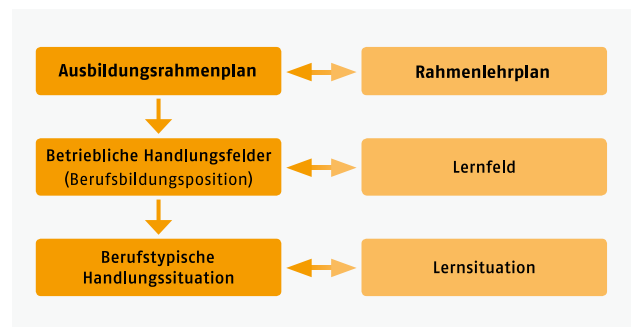 Ausbildungsrahmenplan
Rahmenlehrplan
Betriebliche Handlungsfelder
(Berufsbildungsposition)
Lernfeld
Berufstypische
Handlungssituation
Lernsituation